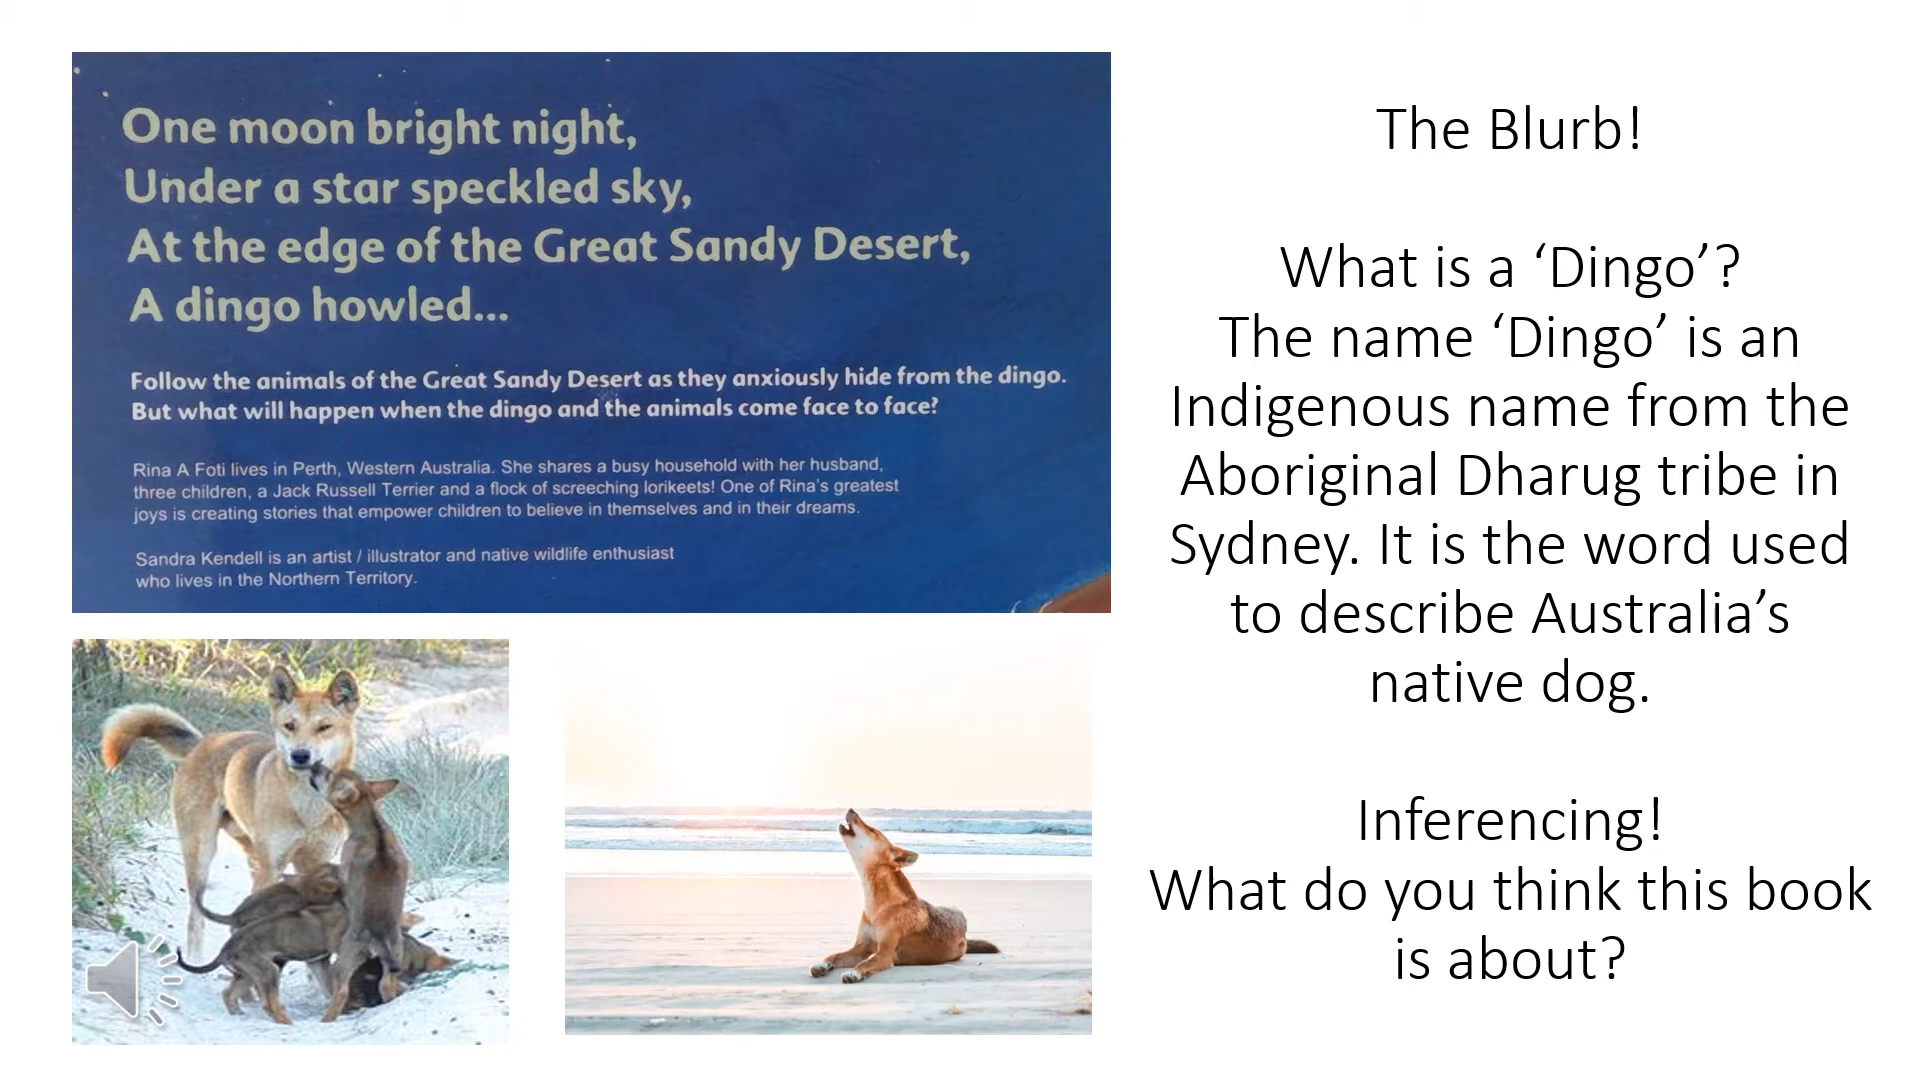 One moon bright night,
Under a star speckled sky,
At the edge of the Great Sandy Desert,
A dingo howled...
Follow the animals of the Great Sandy Desert as they anxiously hide from the dingo.
But what will happen when the dingo and the animals come face to face?
Rina A Foti lives in Perth, Western Australia. She shares a busy household with her husband,
three children, a Jack Russell Terrier and a flock of screeching lorikeets! One of Rina's greatest
joys is creating stories that empower children to believe in themselves and in their dreams.
Sandra Kendell is an artist / illustrator and native wildlife enthusiast
who lives in the Northern Territory.
The Blurb!
What is a ‘Dingo’?
The name ‘Dingo’ is an
Indigenous name from the
Aboriginal Dharug tribe in
Sydney. It is the word used
to describe Australia’s
native dog.
Inferencing!
What do you think this book
is about?